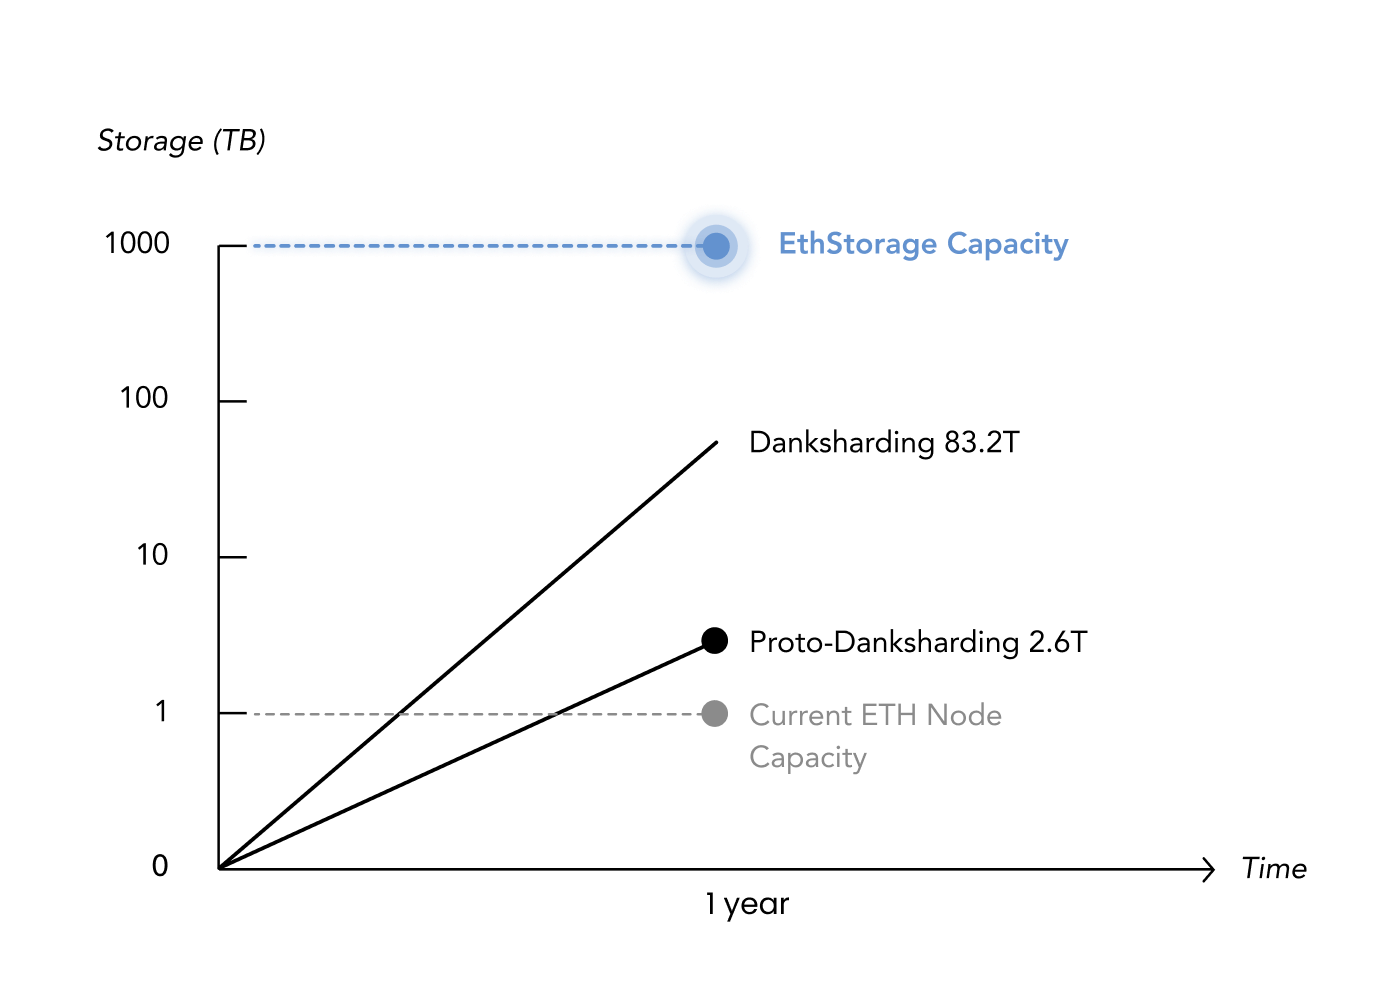 Storage (TB)
1000
EthStorage Capacity
100
Danksharding 83.2T
10
Proto-Danksharding 2.6T
1
Current ETH Node
Capacity
0
Time
1 year